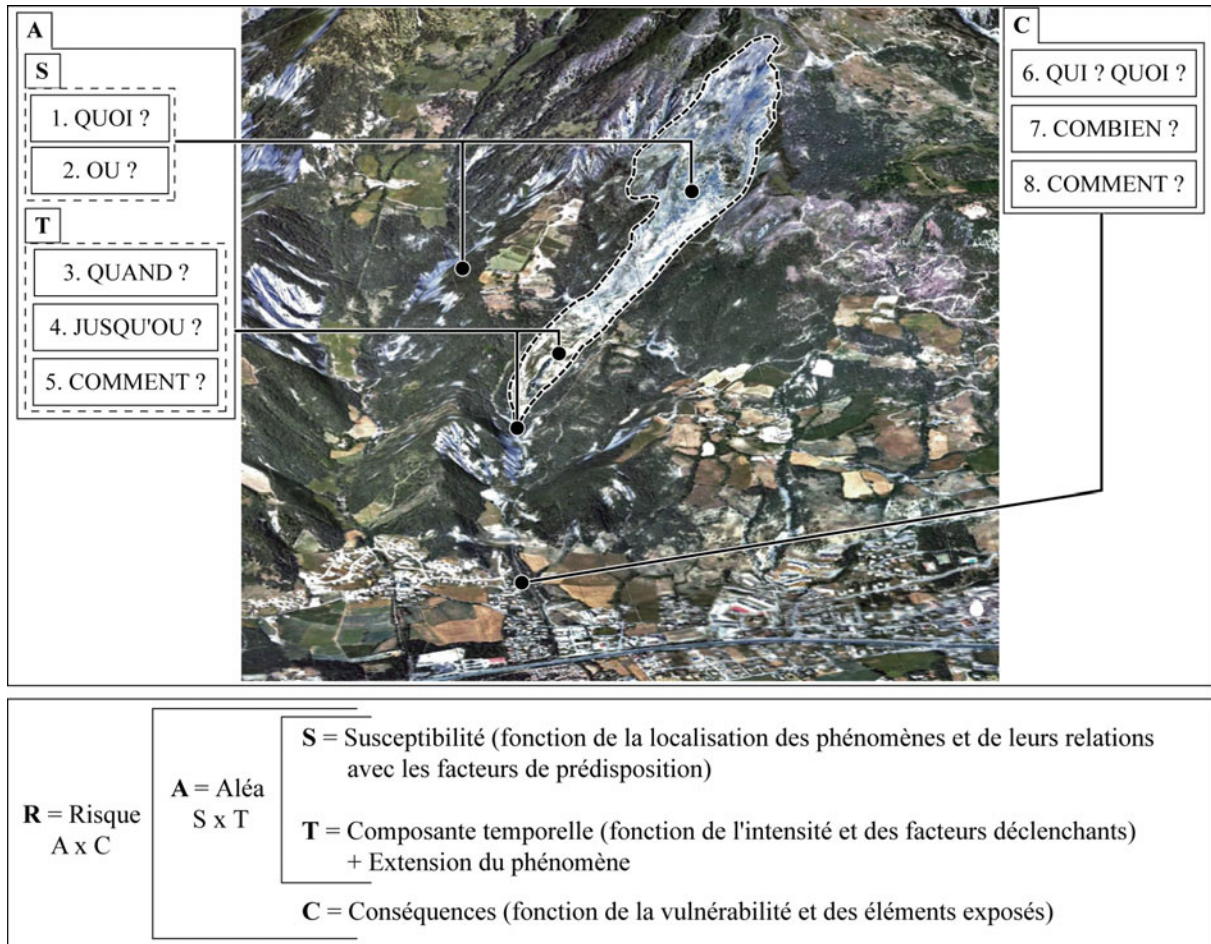 A
S
1. QUOI ?
2. OU ?
T
3. QUAND ?
4. JUSQU'OU ?
5. COMMENT ?
C
6. QUI ? QUOI ?
7. COMBIEN ?
8. COMMENT ?
R = Risque
A x C
A = Aléa
S x T
S = Susceptibilité (fonction de la localisation des phénomènes et de leurs relations
avec les facteurs de prédisposition)
T = Composante temporelle (fonction de l'intensité et des facteurs déclenchants)
+ Extension du phénomène
C = Conséquences (fonction de la vulnérabilité et des éléments exposés)